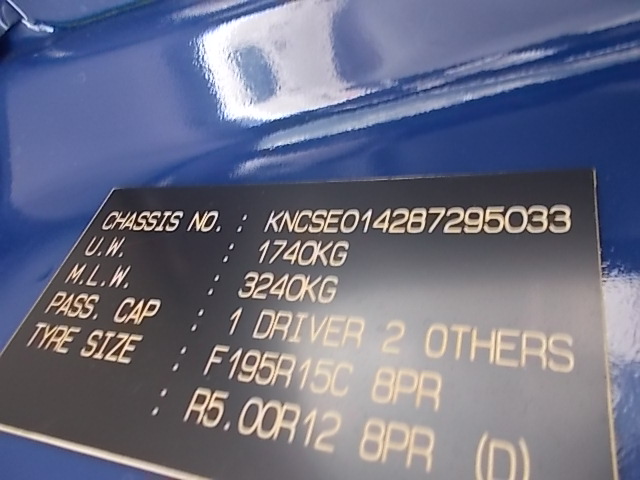 CHASSIS NO. : KNCSE014287295033
U.W. : 1740KG
M.L.W. : 3240KG
PASS. CAP : 1 DRIVER 2 OTHERS
TYRE SIZE : F195R15C 8PR
: R5.00R12 8PR (D)